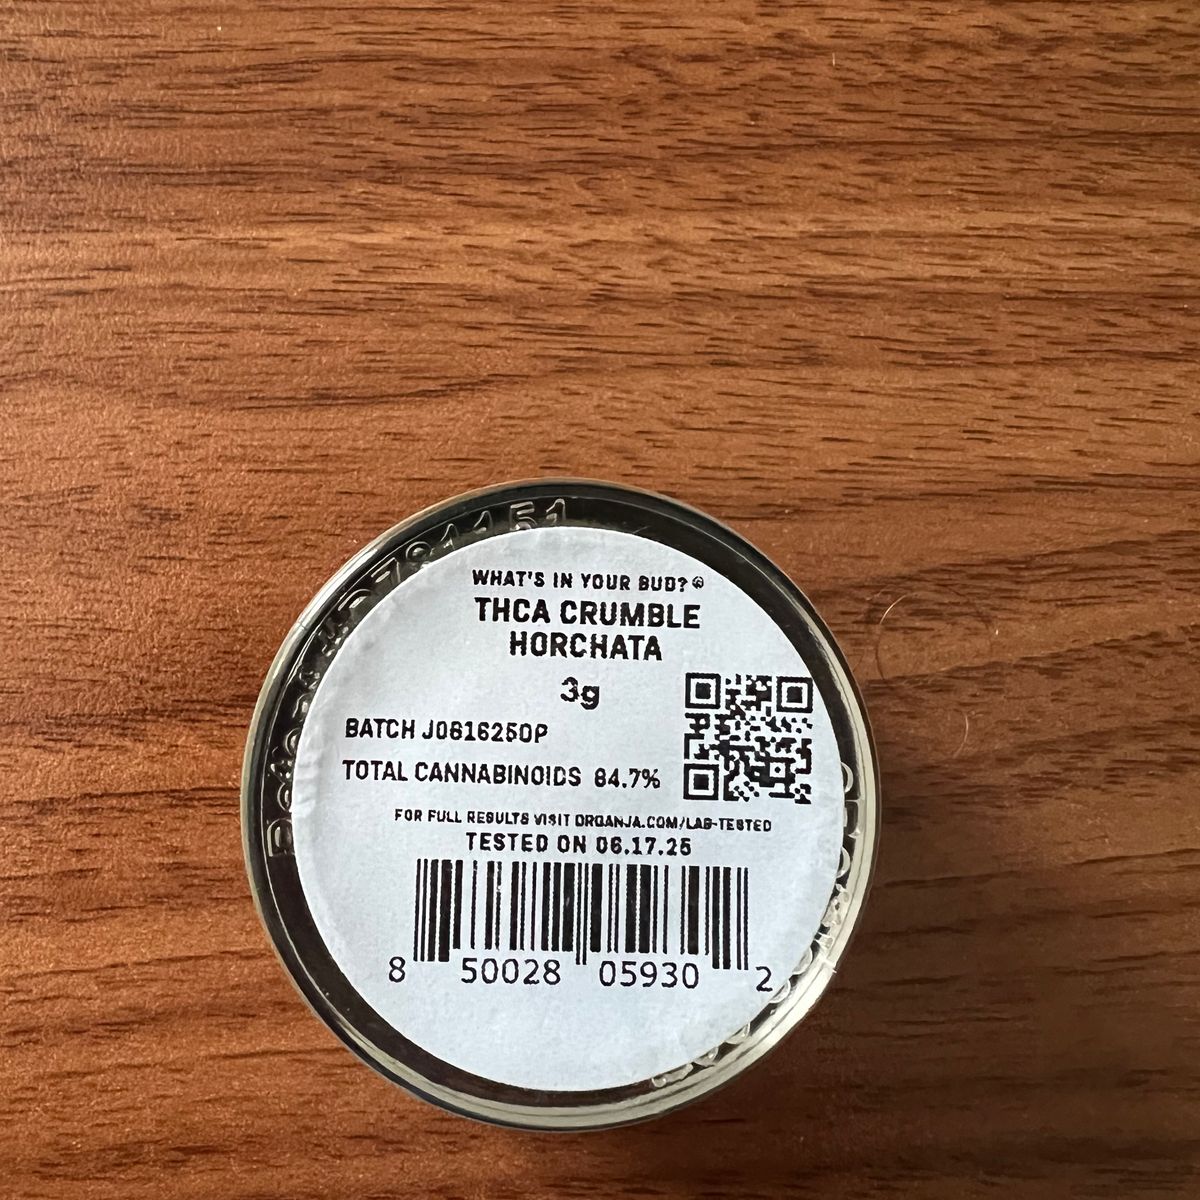 WHAT'S IN YOUR BUD?®
THCA CRUMBLE
HORCHATA
3g
BATCH J0616250P
TOTAL CANNABINOIDS 84.7%
FOR FULL RESULTS VISIT ORGANJA.COM/LAB-TESTED
TESTED ON 06.17.25
8 50028 05930 2